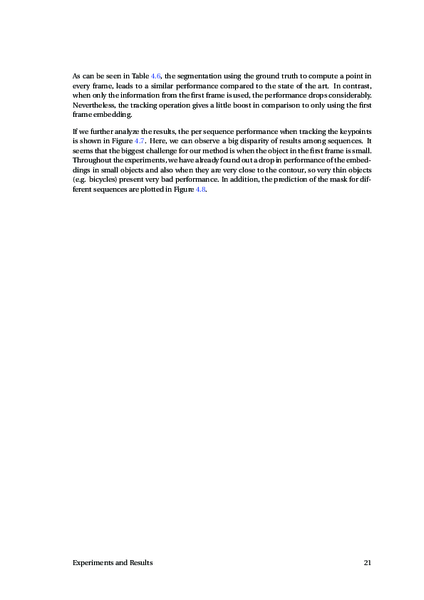 As can be seen in Table 4.6, the segmentation using the ground truth to compute a point in
every frame, leads to a similar performance compared to the state of the art. In contrast,
when only the information from the first frame is used, the performance drops considerably.
Nevertheless, the tracking operation gives a little boost in comparison to only using the first
frame embedding.
If we further analyze the results, the per sequence performance when tracking the keypoints
is shown in Figure 4.7. Here, we can observe a big disparity of results among sequences. It
seems that the biggest challenge for our method is when the object in the first frame is small.
Throughout the experiments, we have already found out a drop in performance of the embed-
dings in small objects and also when they are very close to the contour, so very thin objects
(e.g. bicycles) present very bad performance. In addition, the prediction of the mask for dif-
ferent sequences are plotted in Figure 4.8.
Experiments and Results 21